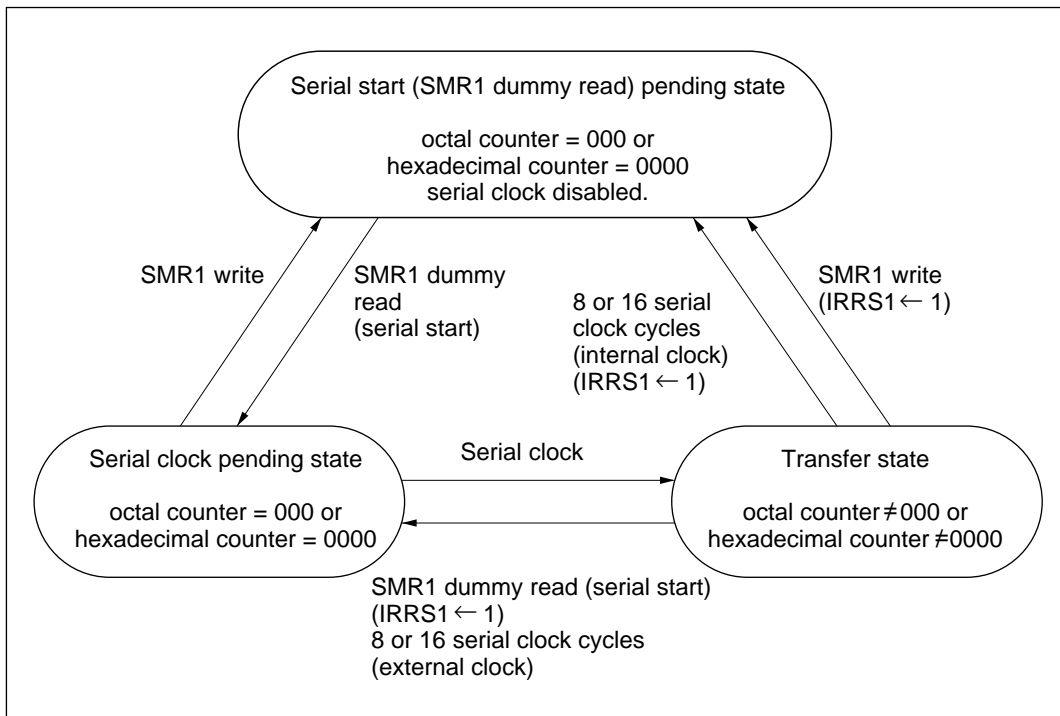 Serial start (SMR1 dummy read) pending state
octal counter = 000 or
hexadecimal counter = 0000
serial clock disabled.
SMR1 write
SMR1 dummy
read
(serial start)
8 or 16 serial
clock cycles
(internal clock)
(IRRS1 ← 1)
SMR1 write
(IRRS1 ← 1)
Serial clock pending state
octal counter = 000 or
hexadecimal counter = 0000
Serial clock
Transfer state
octal counter ≠ 000 or
hexadecimal counter ≠ 0000
SMR1 dummy read (serial start)
(IRRS1 ← 1)
8 or 16 serial clock cycles
(external clock)